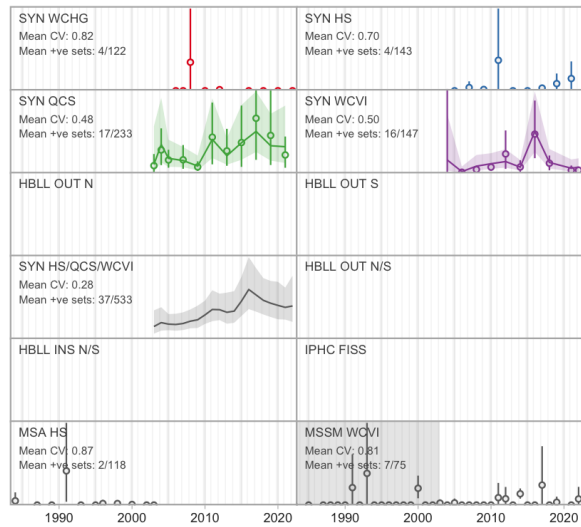 SYN WCHG
Mean CV: 0.82
Mean +ve sets: 4/122
SYN HS
Mean CV: 0.70
Mean +ve sets: 4/143
SYN QCS
Mean CV: 0.48
Mean +ve sets: 17/233
SYN WCVI
Mean CV: 0.50
Mean +ve sets: 16/147
HBLL OUT N
HBLL OUT S
SYN HS/QCS/WCVI
Mean CV: 0.28
Mean +ve sets: 37/533
HBLL OUT N/S
HBLL INS N/S
IPHC FISS
MSA HS
Mean CV: 0.87
Mean +ve sets: 2/118
MSSM WCVI
Mean CV: 0.81
Mean +ve sets: 7/75
1990 2000 2010 2020
1990 2000 2010 2020